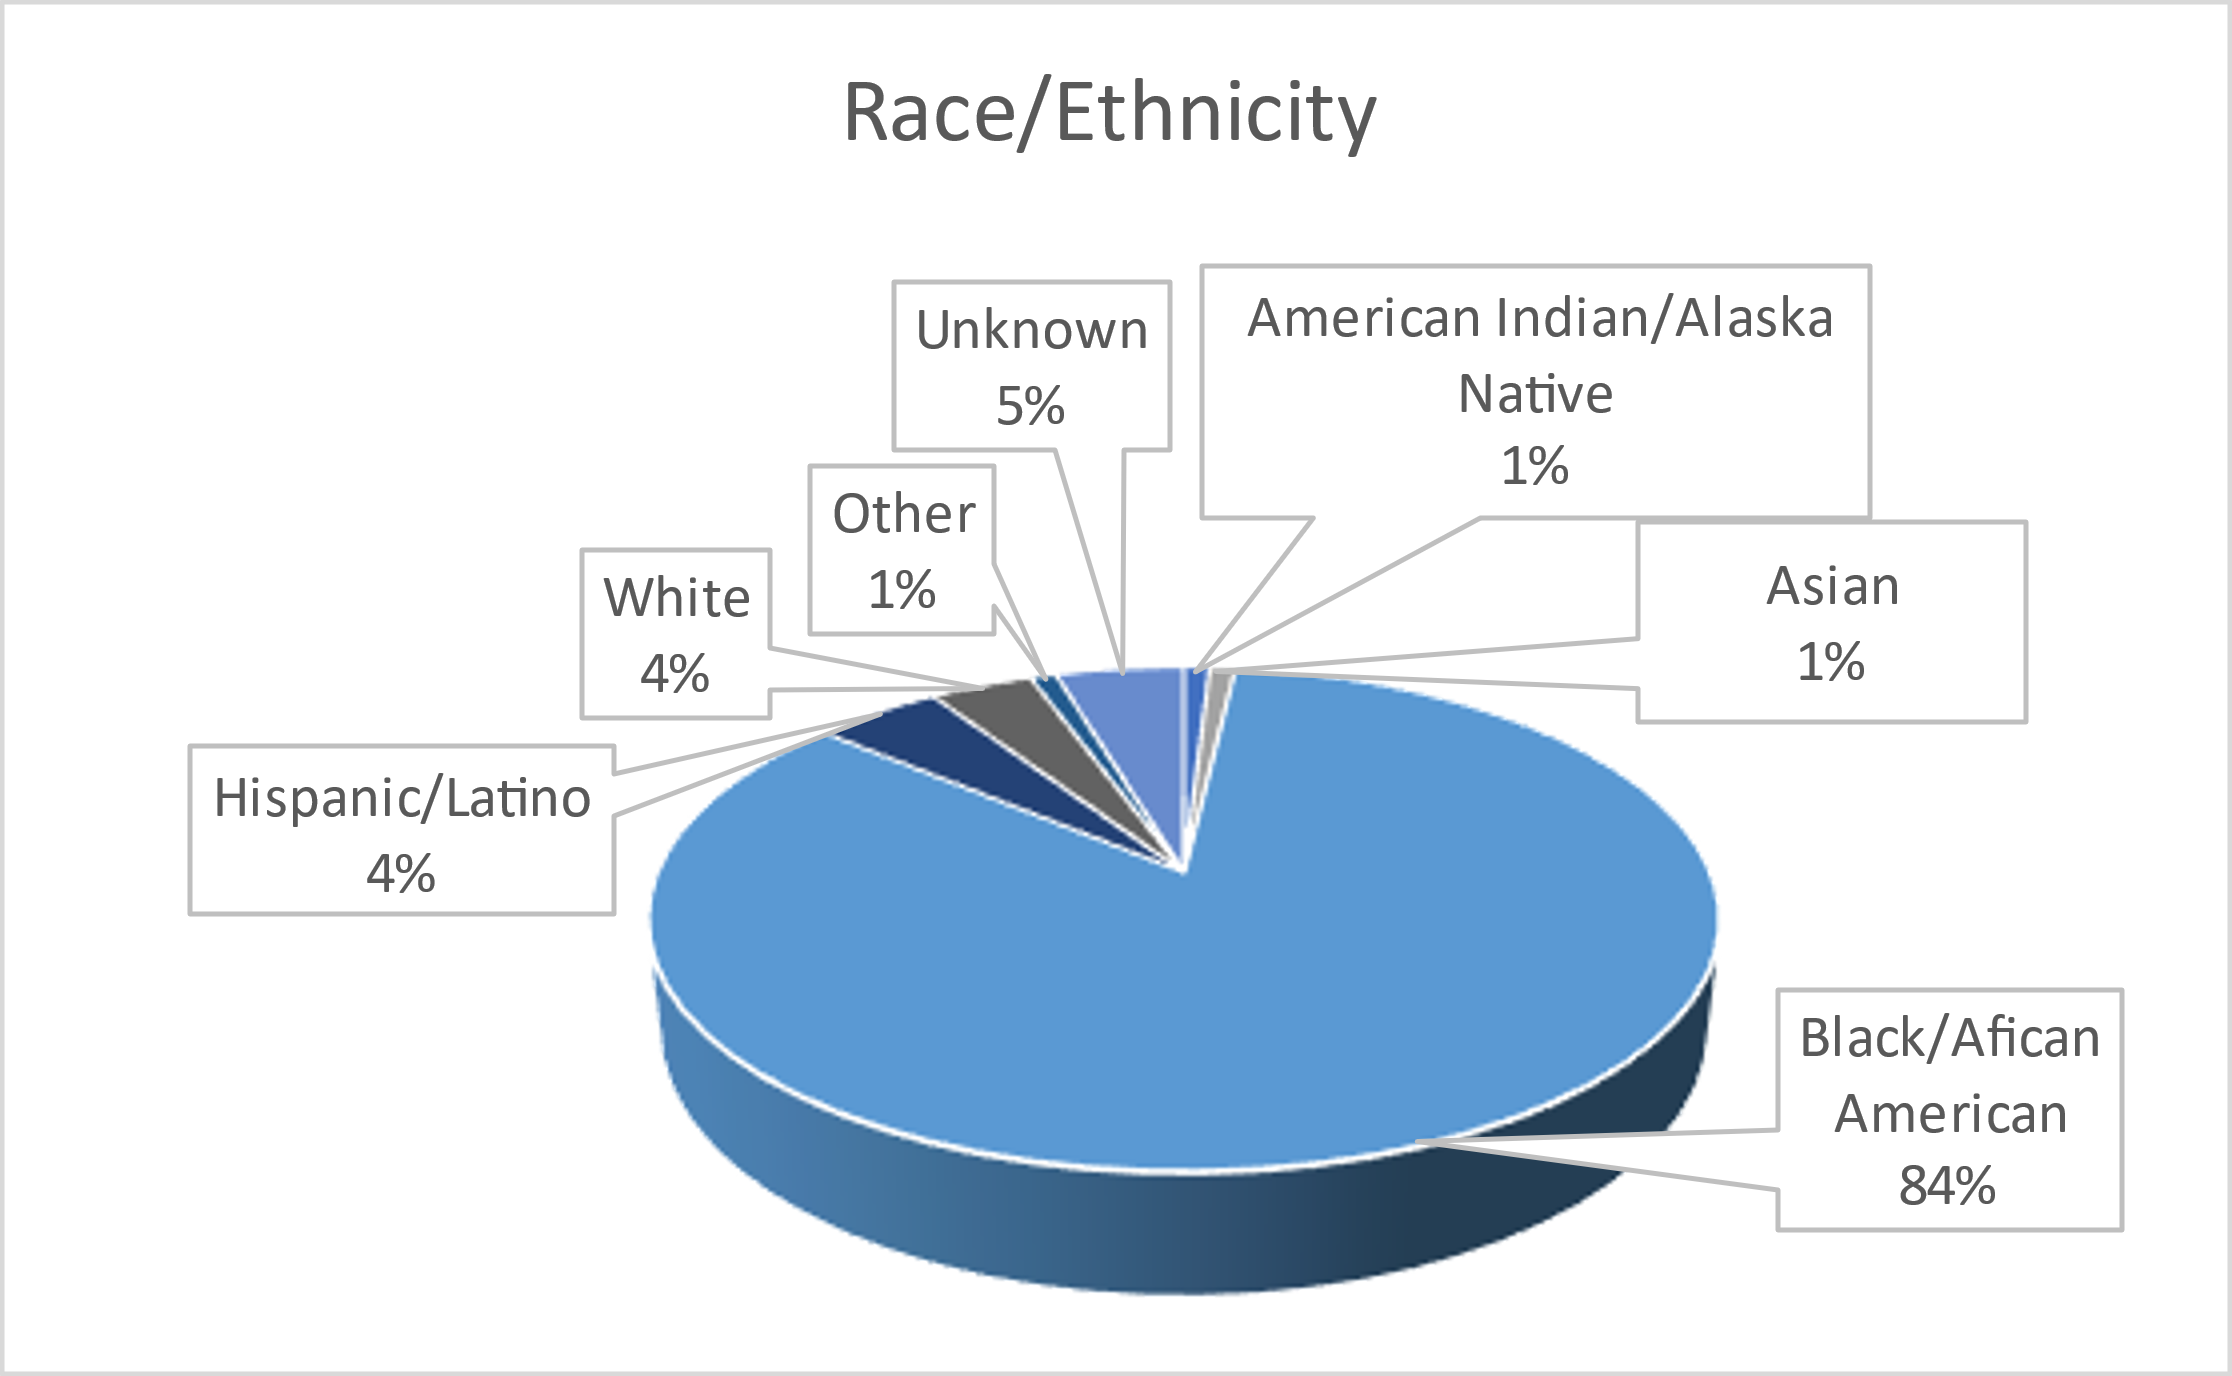 Race/Ethnicity
Unknown
5%
American Indian/Alaska
Native
1%
Other
1%
Asian
1%
White
4%
Hispanic/Latino
4%
Black/Afican
American
84%